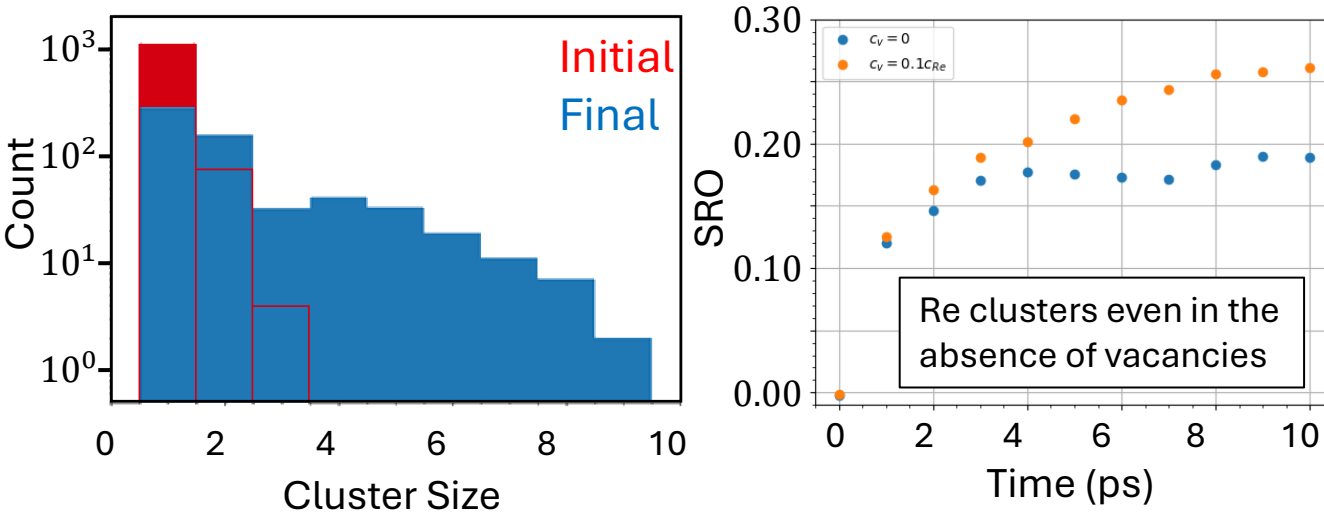 10³
10²
10¹
10⁰
Count
Initial
Final
0 2 4 6 8 10
Cluster Size
0.30
0.20
0.10
0.00
SRO
c_v = 0
c_v = 0.1c_Re
Re clusters even in the
absence of vacancies
0 2 4 6 8 10
Time (ps)